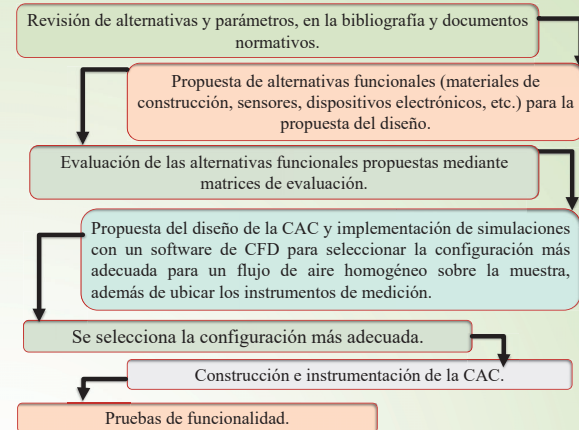 Revisión de alternativas y parámetros, en la bibliografía y documentos
normativos.
Propuesta de alternativas funcionales (materiales de
construcción, sensores, dispositivos electrónicos, etc.) para la
propuesta del diseño.
Evaluación de las alternativas funcionales propuestas mediante
matrices de evaluación.
Propuesta del diseño de la CAC y implementación de simulaciones
con un software de CFD para seleccionar la configuración más
adecuada para un flujo de aire homogéneo sobre la muestra,
además de ubicar los instrumentos de medición.
Se selecciona la configuración más adecuada.
Construcción e instrumentación de la CAC.
Pruebas de funcionalidad.